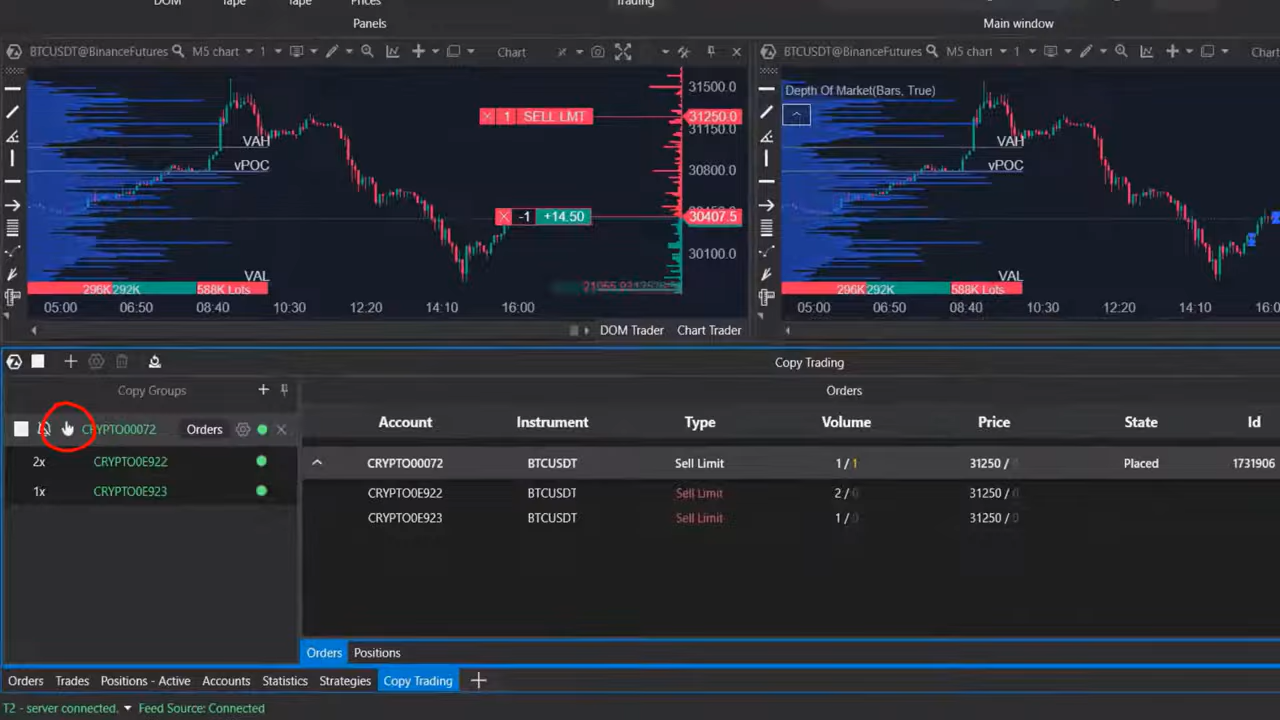 DOM Tape Tape Prices Trading
Panels Main window
BTCUSDT@BinanceFutures M5 chart 1 Chart
BTCUSDT@BinanceFutures M5 chart 1 Chart
31500.0
Depth Of Market(Bars, True)
1 SELL LMT 31250.0
31150.0
VAH
VAH
vPOC 30800.0
vPOC
-1 +14.50 30407.5
30100.0
VAL
VAL
296K 292K 588K Lots
296K 292K 588K Lots
05:00 06:50 08:40 10:30 12:20 14:10 16:00
05:00 06:50 08:40 10:30 12:20 14:10 16:0
DOM Trader Chart Trader
Copy Trading
Copy Groups
Orders
Account Instrument Type Volume Price State Id
CRYPTO00072 Orders
2x CRYPTO0E922
1x CRYPTO0E923
CRYPTO00072 BTCUSDT Sell Limit 1 / 1 31250 / 0 Placed 1731906
CRYPTO0E922 BTCUSDT Sell Limit 2 / 0 31250 / 0
CRYPTO0E923 BTCUSDT Sell Limit 1 / 0 31250 / 0
Orders Positions
Orders Trades Positions - Active Accounts Statistics Strategies Copy Trading
T2 - server connected. Feed Source: Connected